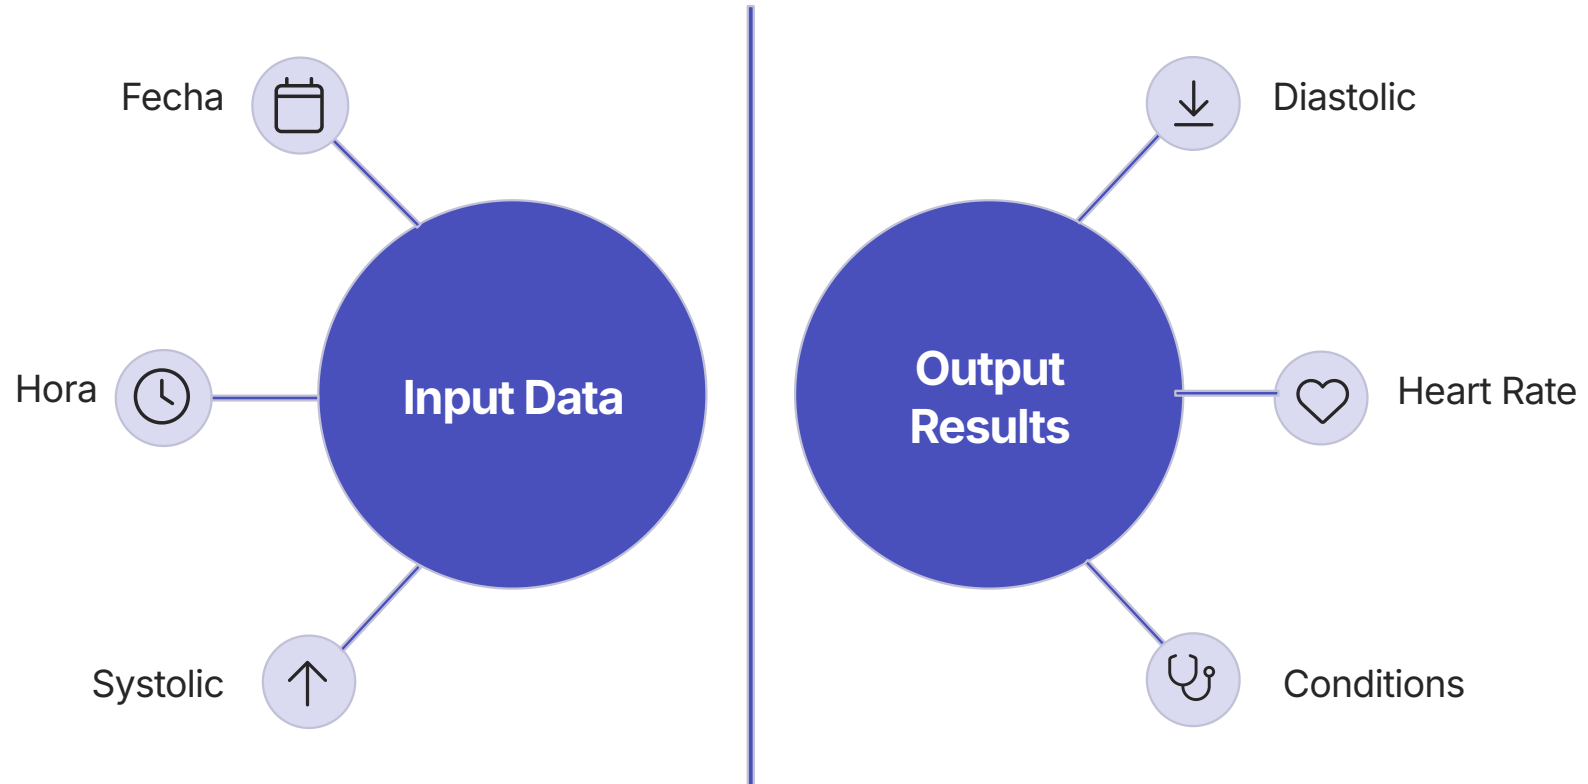 Fecha
Hora
Input Data
Systolic
Diastolic
Output
Results
Heart Rate
Conditions